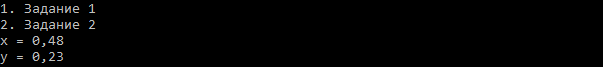 1. Задание 1
2. Задание 2
x = 0,48
y = 0,23